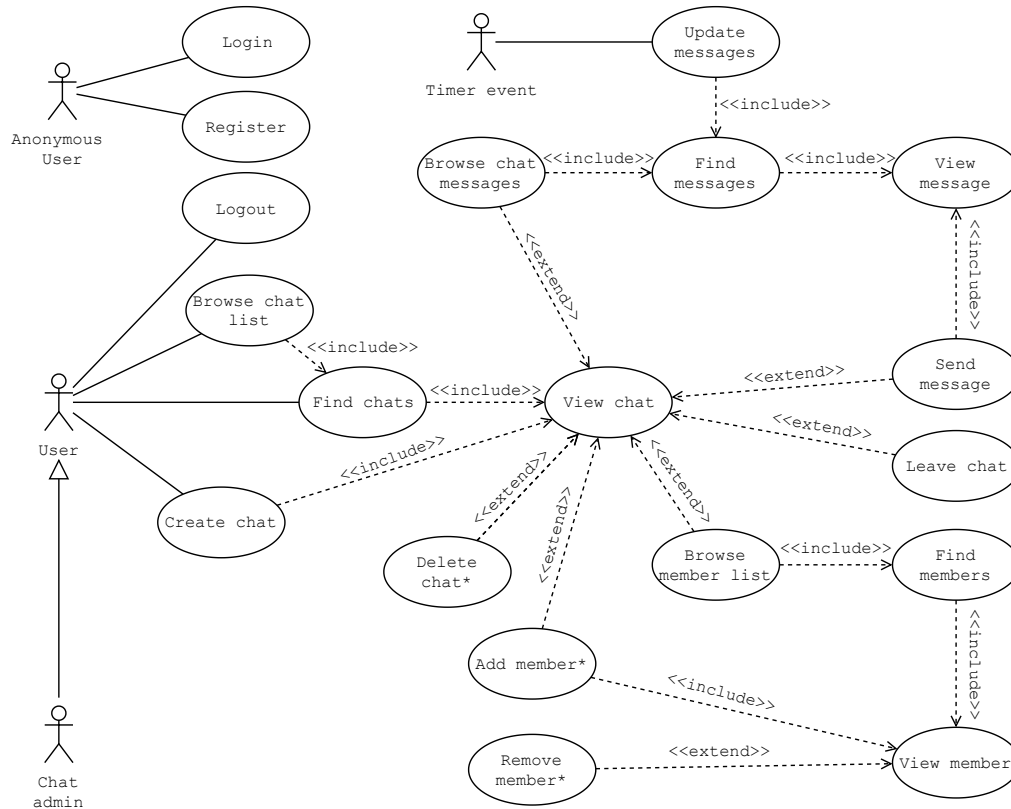 Login
Update
messages
Timer event
Anonymous
User
Register
<<include>>
Browse chat
messages
<<include>>
Find
messages
<<include>>
View
message
Logout
<<extend>>
<<include>>
Browse chat
list
<<include>>
Send
message
<<extend>>
User
Find chats
<<include>>
View chat
<<extend>>
Leave chat
<<include>>
Create chat
<<extend>>
<<extend>>
<<extend>>
Delete
chat*
Browse
member list
<<include>>
Find
members
<<include>>
Add member*
<<include>>
Chat
admin
Remove
member*
<<extend>>
View member